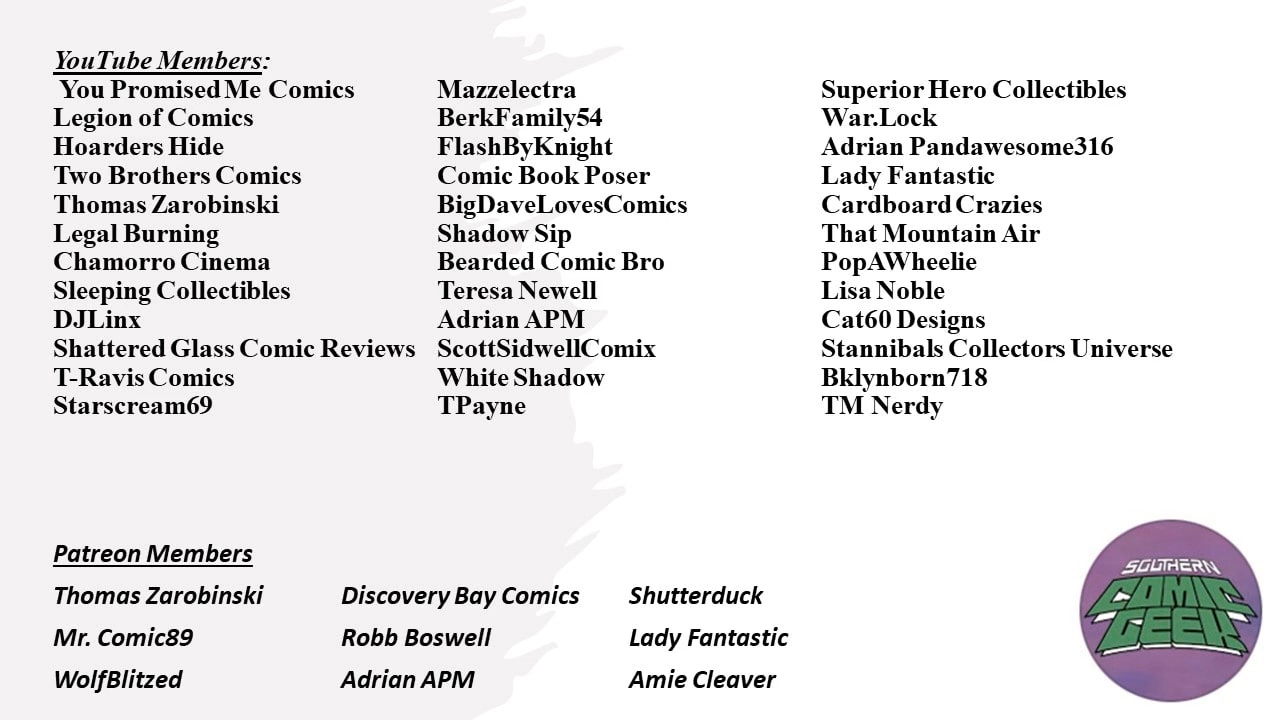 YouTube Members:
You Promised Me Comics
Legion of Comics
Hoarders Hide
Two Brothers Comics
Thomas Zarobinski
Legal Burning
Chamorro Cinema
Sleeping Collectibles
DJLinx
Shattered Glass Comic Reviews
T-Ravis Comics
Starscream69
Mazzelectra
BerkFamily54
FlashByKnight
Comic Book Poser
BigDaveLovesComics
Shadow Sip
Bearded Comic Bro
Teresa Newell
Adrian APM
ScottSidwellComix
White Shadow
TPayne
Superior Hero Collectibles
War.Lock
Adrian Pandawesome316
Lady Fantastic
Cardboard Crazies
That Mountain Air
PopAWheelie
Lisa Noble
Cat60 Designs
Stannibals Collectors Universe
Bklynborn718
TM Nerdy
Patreon Members
Thomas Zarobinski
Mr. Comic89
WolfBlitzed
Discovery Bay Comics
Robb Boswell
Adrian APM
Shutterduck
Lady Fantastic
Amie Cleaver
SOUTHERN
COMIC
GEEK